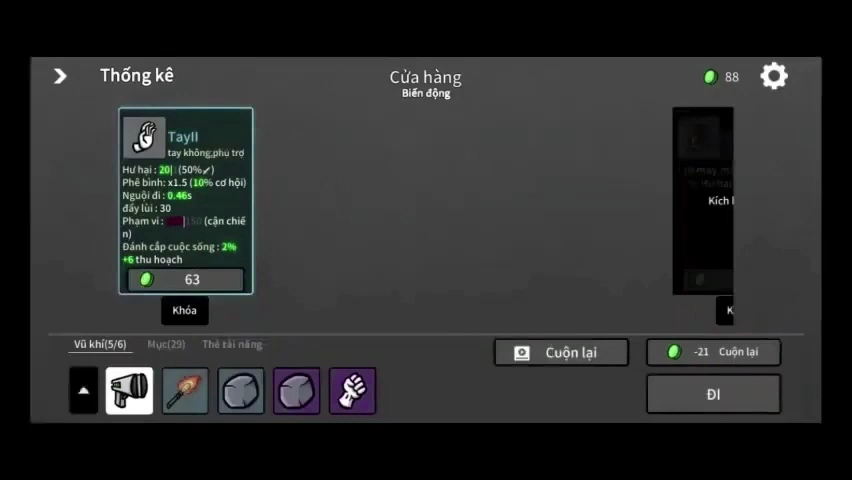 Thống kê
Cửa hàng
Biến động
88
TayII
tay không,phụ trợ
Hư hại : 20| (50%)
Phê bình: x1.5 (10% cơ hội)
Nguội đi : 0.46s
đẩy lùi : 30
Phạm vi : |150 (cận chiế
n)
Đánh cắp cuộc sống : 2%
+6 thu hoạch
63
Khóa
Kích
K
Vũ khí(5/6)
Mục(29)
Thẻ tài năng
Cuộn lại
-21 Cuộn lại
ĐI